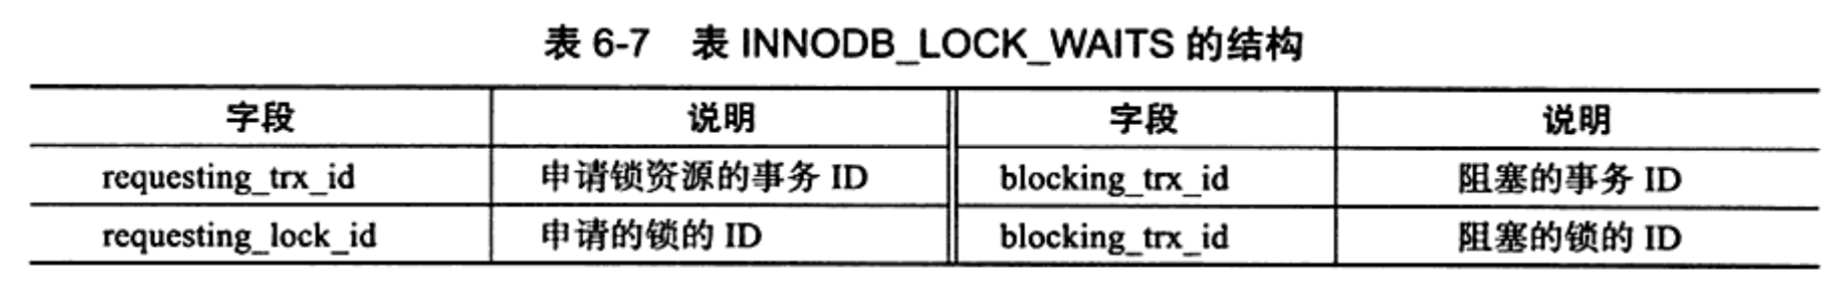 表 6-7 表 INNODB_LOCK_WAITS 的结构
字段 说明 字段 说明
requesting_trx_id 申请锁资源的事务 ID blocking_trx_id 阻塞的事务 ID
requesting_lock_id 申请的锁的 ID blocking_trx_id 阻塞的锁的 ID